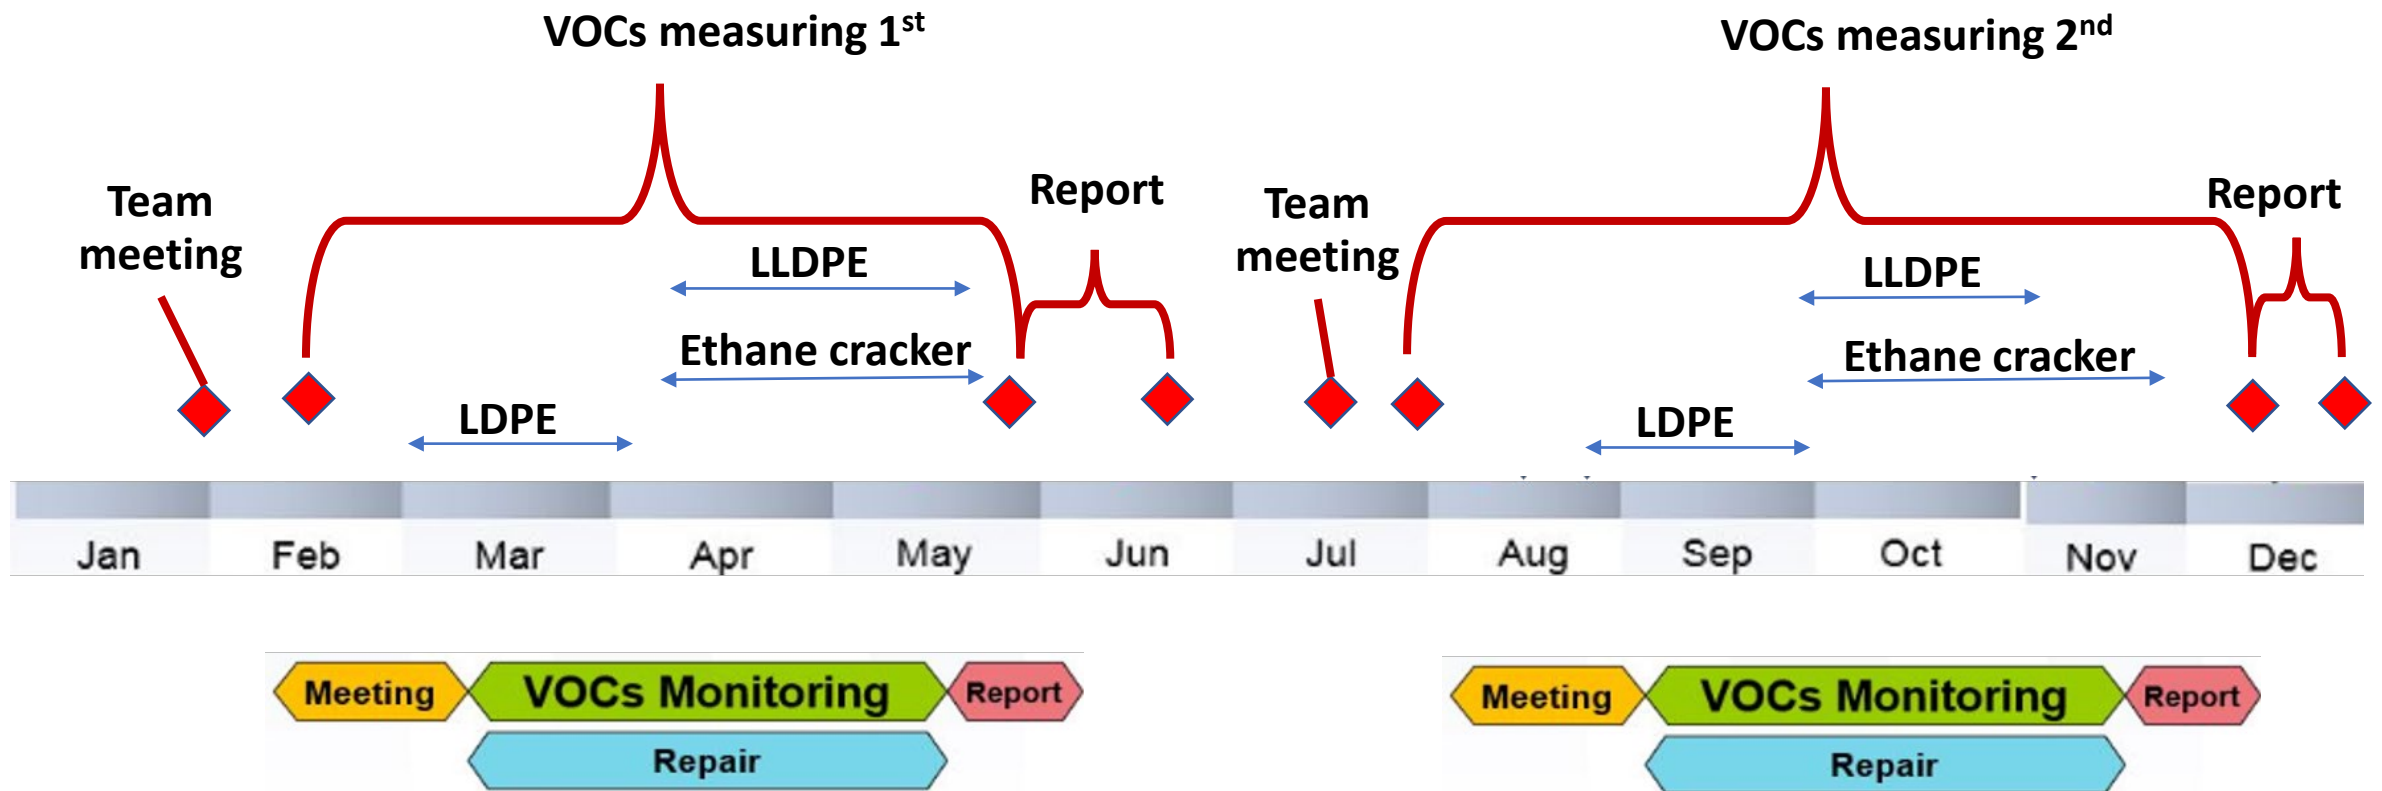 VOCs measuring 1st
VOCs measuring 2nd
Team
meeting
Report
Team
meeting
Report
LLDPE
LLDPE
Ethane cracker
Ethane cracker
LDPE
LDPE
Jan Feb Mar Apr May Jun Jul Aug Sep Oct Nov Dec
Meeting VOCs Monitoring Report
Repair
Meeting VOCs Monitoring Report
Repair